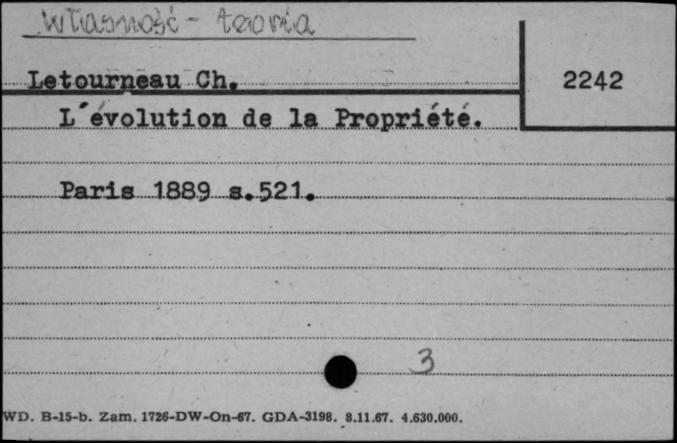 Własność - teoria
Letourneau Ch.
2242
L´évolution de la Propriété.
Paris 1889 s.521.
3
WD. B-15-b. Zam. 1726-DW-On-67. GDA-3198. 8.11.67. 4.630.000.